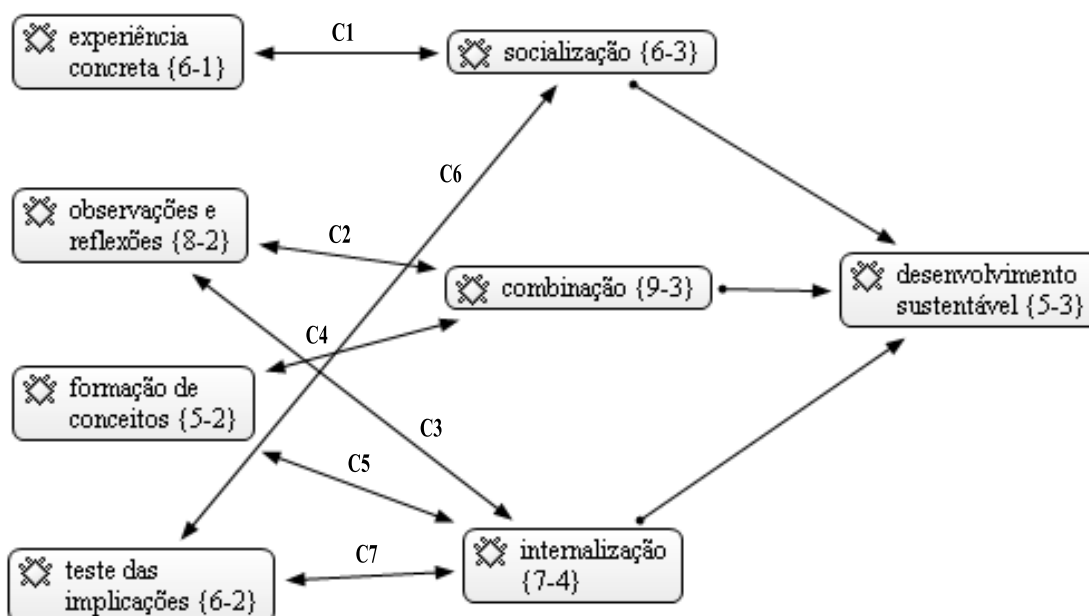 experiência
concreta {6-1}
C1
socialização {6-3}
C6
observações e
reflexões {8-2}
C2
combinação {9-3}
desenvolvimento
sustentável {5-3}
C4
formação de
conceitos {5-2}
C3
C5
teste das
implicações {6-2}
C7
internalização
{7-4}